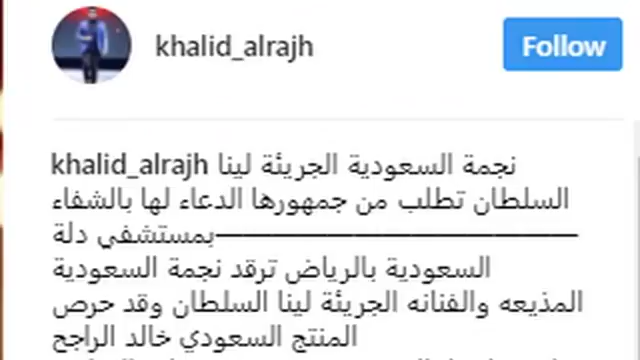 khalid_alrajh
Follow
khalid_alrajh نجمة السعودية الجريئة لينا
السلطان تطلب من جمهورها الدعاء لها بالشفاء
——————————بمستشفي دلة
السعودية بالرياض ترقد نجمة السعودية
المذيعه والفنانه الجريئة لينا السلطان وقد حرص
المنتج السعودي خالد الراجح